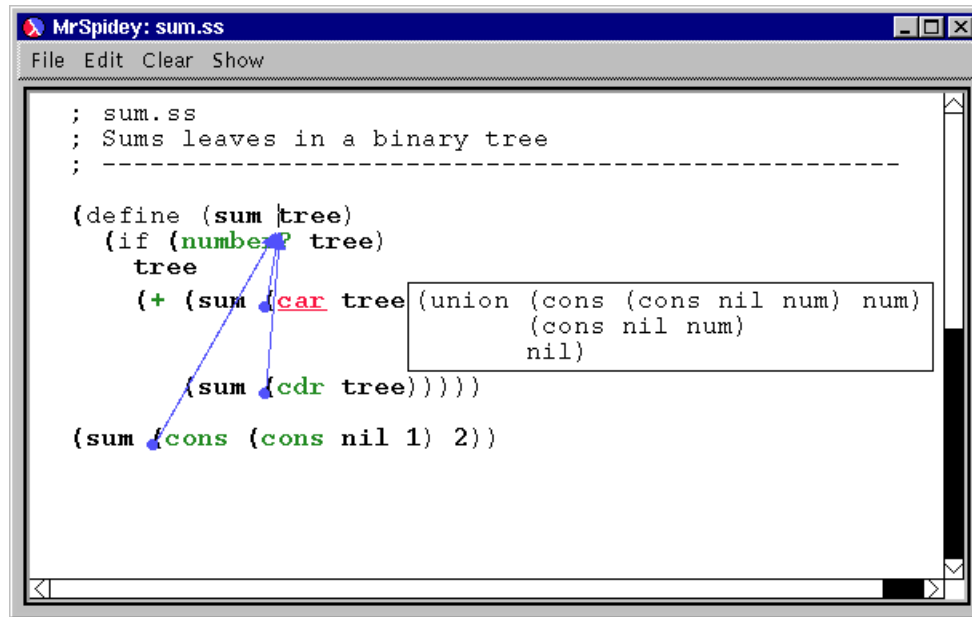 MrSpidey: sum.ss
File Edit Clear Show
; sum.ss
; Sums leaves in a binary tree
; ---------------------------------------------------
(define (sum tree)
(if (number? tree)
tree
(+ (sum (car tree (union (cons (cons nil num) num)
(cons nil num)
nil)
(sum (cdr tree)))))
(sum (cons (cons nil 1) 2))